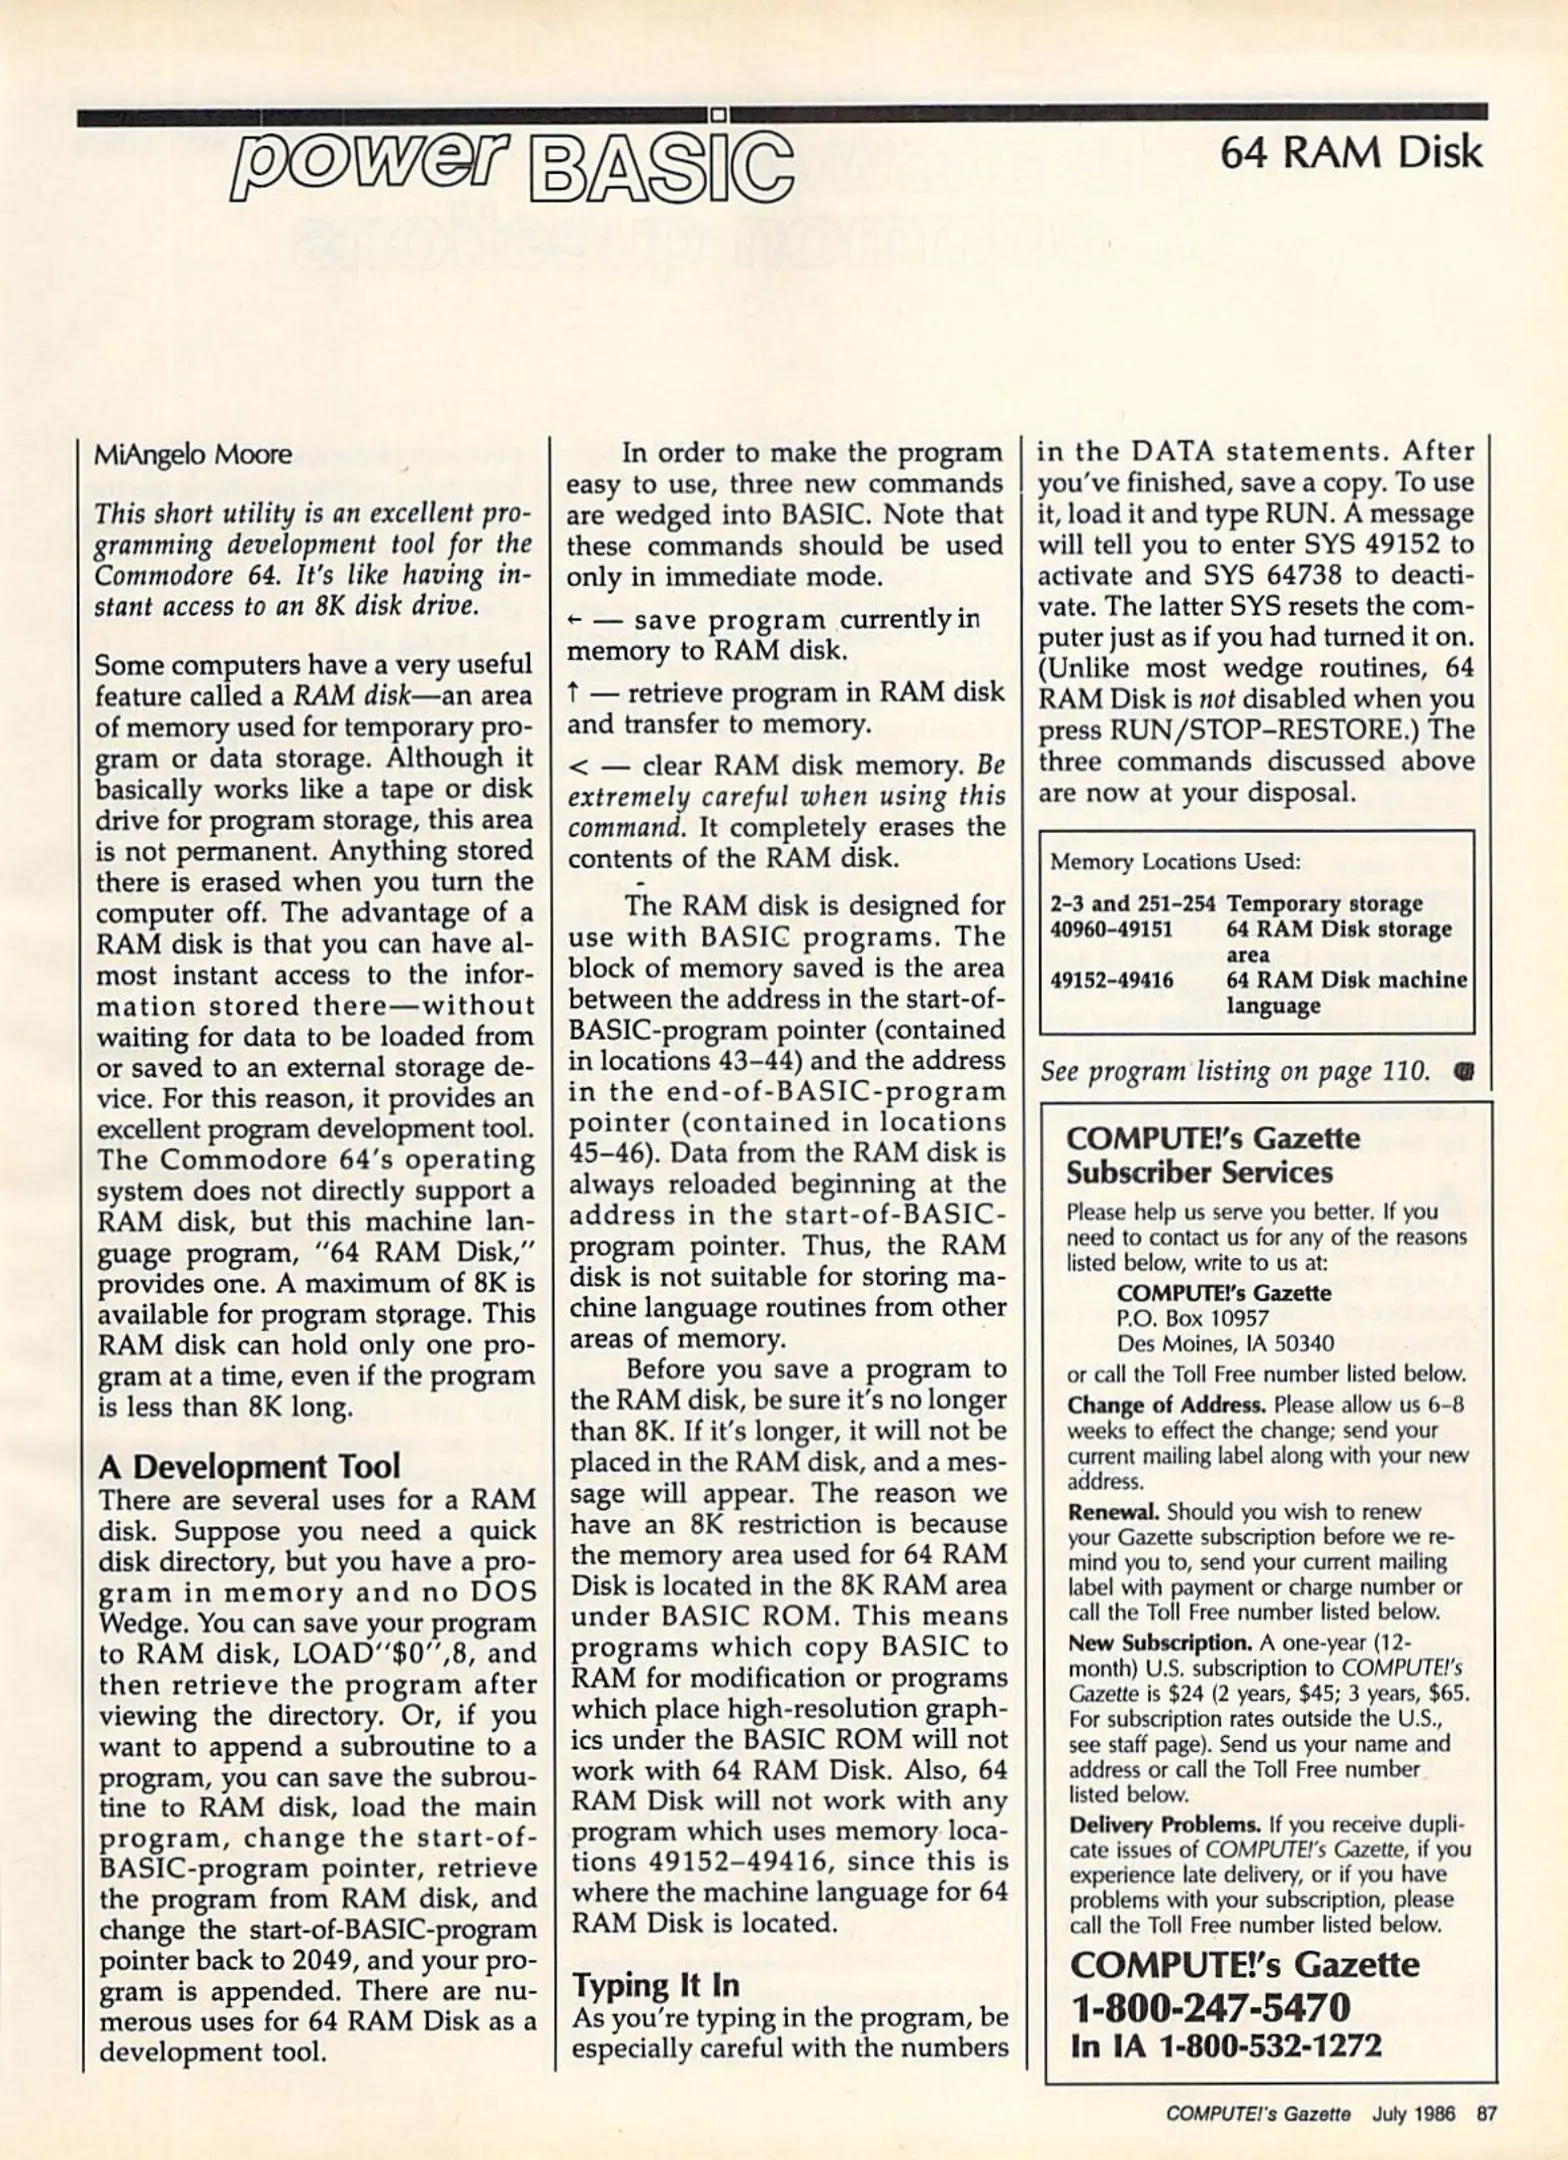 power BASIC
64 RAM Disk
MiAngelo Moore
This short utility is an excellent pro-
gramming development tool for the
Commodore 64. It's like having in-
stant access to an 8K disk drive.
Some computers have a very useful
feature called a RAM disk—an area
of memory used for temporary pro-
gram or data storage. Although it
basically works like a tape or disk
drive for program storage, this area
is not permanent. Anything stored
there is erased when you turn the
computer off. The advantage of a
RAM disk is that you can have al-
most instant access to the infor-
mation stored there—without
waiting for data to be loaded from
or saved to an external storage de-
vice. For this reason, it provides an
excellent program development tool.
The Commodore 64's operating
system does not directly support a
RAM disk, but this machine lan-
guage program, "64 RAM Disk,"
provides one. A maximum of 8K is
available for program storage. This
RAM disk can hold only one pro-
gram at a time, even if the program
is less than 8K long.
A Development Tool
There are several uses for a RAM
disk. Suppose you need a quick
disk directory, but you have a pro-
gram in memory and no DOS
Wedge. You can save your program
to RAM disk, LOAD"$0",8, and
then retrieve the program after
viewing the directory. Or, if you
want to append a subroutine to a
program, you can save the subrou-
tine to RAM disk, load the main
program, change the start-of-
BASIC-program pointer, retrieve
the program from RAM disk, and
change the start-of-BASIC-program
pointer back to 2049, and your pro-
gram is appended. There are nu-
merous uses for 64 RAM Disk as a
development tool.
In order to make the program
easy to use, three new commands
are wedged into BASIC. Note that
these commands should be used
only in immediate mode.
← — save program currently in
memory to RAM disk.
↑ — retrieve program in RAM disk
and transfer to memory.
< — clear RAM disk memory. Be
extremely careful when using this
command. It completely erases the
contents of the RAM disk.
The RAM disk is designed for
use with BASIC programs. The
block of memory saved is the area
between the address in the start-of-
BASIC-program pointer (contained
in locations 43–44) and the address
in the end-of-BASIC-program
pointer (contained in locations
45–46). Data from the RAM disk is
always reloaded beginning at the
address in the start-of-BASIC-
program pointer. Thus, the RAM
disk is not suitable for storing ma-
chine language routines from other
areas of memory.
Before you save a program to
the RAM disk, be sure it's no longer
than 8K. If it's longer, it will not be
placed in the RAM disk, and a mes-
sage will appear. The reason we
have an 8K restriction is because
the memory area used for 64 RAM
Disk is located in the 8K RAM area
under BASIC ROM. This means
programs which copy BASIC to
RAM for modification or programs
which place high-resolution graph-
ics under the BASIC ROM will not
work with 64 RAM Disk. Also, 64
RAM Disk will not work with any
program which uses memory loca-
tions 49152–49416, since this is
where the machine language for 64
RAM Disk is located.
Typing It In
As you're typing in the program, be
especially careful with the numbers
in the DATA statements. After
you've finished, save a copy. To use
it, load it and type RUN. A message
will tell you to enter SYS 49152 to
activate and SYS 64738 to deacti-
vate. The latter SYS resets the com-
puter just as if you had turned it on.
(Unlike most wedge routines, 64
RAM Disk is not disabled when you
press RUN/STOP–RESTORE.) The
three commands discussed above
are now at your disposal.
Memory Locations Used:
2–3 and 251–254 Temporary storage
40960–49151 64 RAM Disk storage
area
49152–49416 64 RAM Disk machine
language
See program listing on page 110.
COMPUTE!'s Gazette
Subscriber Services
Please help us serve you better. If you
need to contact us for any of the reasons
listed below, write to us at:
COMPUTE!'s Gazette
P.O. Box 10957
Des Moines, IA 50340
or call the Toll Free number listed below.
Change of Address. Please allow us 6–8
weeks to effect the change; send your
current mailing label along with your new
address.
Renewal. Should you wish to renew
your Gazette subscription before we re-
mind you to, send your current mailing
label with payment or charge number or
call the Toll Free number listed below.
New Subscription. A one-year (12-
month) U.S. subscription to COMPUTE!'s
Gazette is $24 (2 years, $45; 3 years, $65.
For subscription rates outside the U.S.,
see staff page). Send us your name and
address or call the Toll Free number
listed below.
Delivery Problems. If you receive dupli-
cate issues of COMPUTE!'s Gazette, if you
experience late delivery, or if you have
problems with your subscription, please
call the Toll Free number listed below.
COMPUTE!'s Gazette
1-800-247-5470
In IA 1-800-532-1272
COMPUTE!'s Gazette July 1986 87